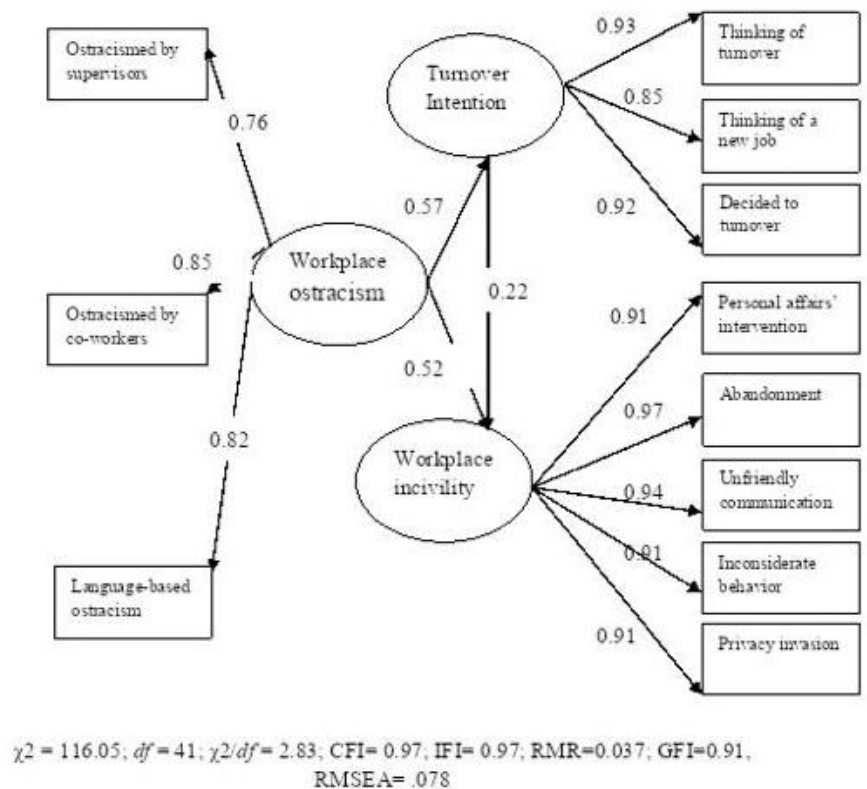 Ostracismed by
supervisors
0.76
0.85
Ostracismed by
co-workers
0.82
Language-based
ostracism
Workplace
ostracism
0.57
0.52
Turnover
Intention
0.22
Workplace
incivility
0.93
Thinking of
turnover
0.85
Thinking of a
new job
0.92
Decided to
turnover
0.91
Personal affairs'
intervention
0.97
Abandonment
0.94
Unfriendly
communication
0.91
Inconsiderate
behavior
0.91
Privacy invasion
χ2 = 116.05; df = 41; χ2/df = 2.83; CFI= 0.97; IFI= 0.97; RMR=0.037; GFI=0.91,
RMSEA= .078